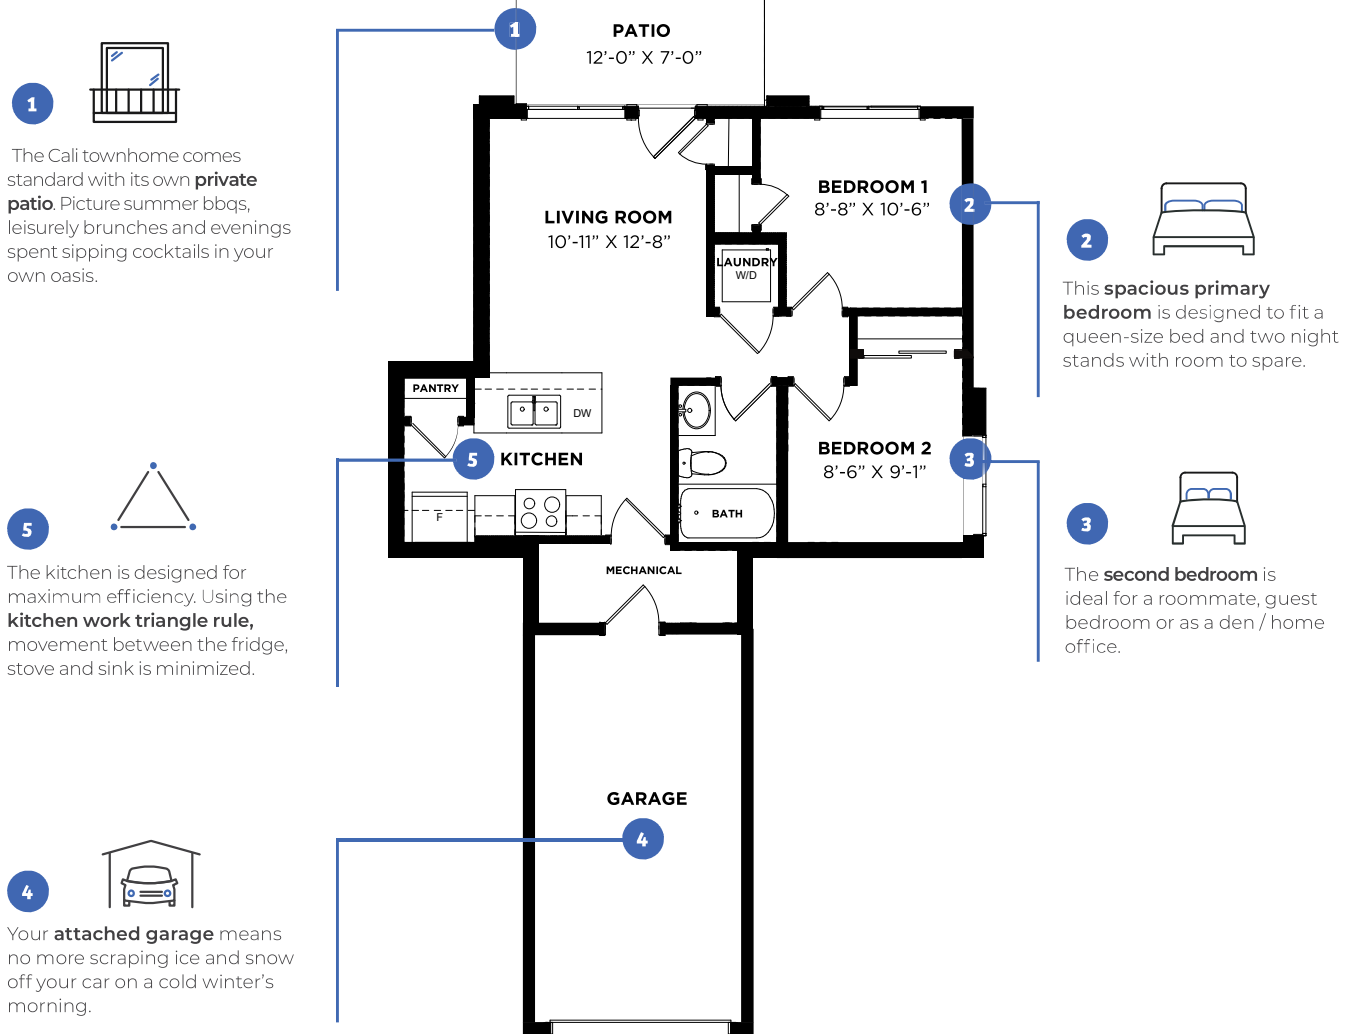 1
The Cali townhome comes
standard with its own private
patio. Picture summer bbqs,
leisurely brunches and evenings
spent sipping cocktails in your
own oasis.
5
The kitchen is designed for
maximum efficiency. Using the
kitchen work triangle rule,
movement between the fridge,
stove and sink is minimized.
4
Your attached garage means
no more scraping ice and snow
off your car on a cold winter’s
morning.
1
PATIO
12’-0” X 7’-0”
LIVING ROOM
10’-11” X 12’-8”
BEDROOM 1
8’-8” X 10’-6”
2
LAUNDRY
W/D
PANTRY
DW
5
KITCHEN
F
BATH
BEDROOM 2
8’-6” X 9’-1”
3
MECHANICAL
GARAGE
4
2
This spacious primary
bedroom is designed to fit a
queen-size bed and two night
stands with room to spare.
3
The second bedroom is
ideal for a roommate, guest
bedroom or as a den / home
office.